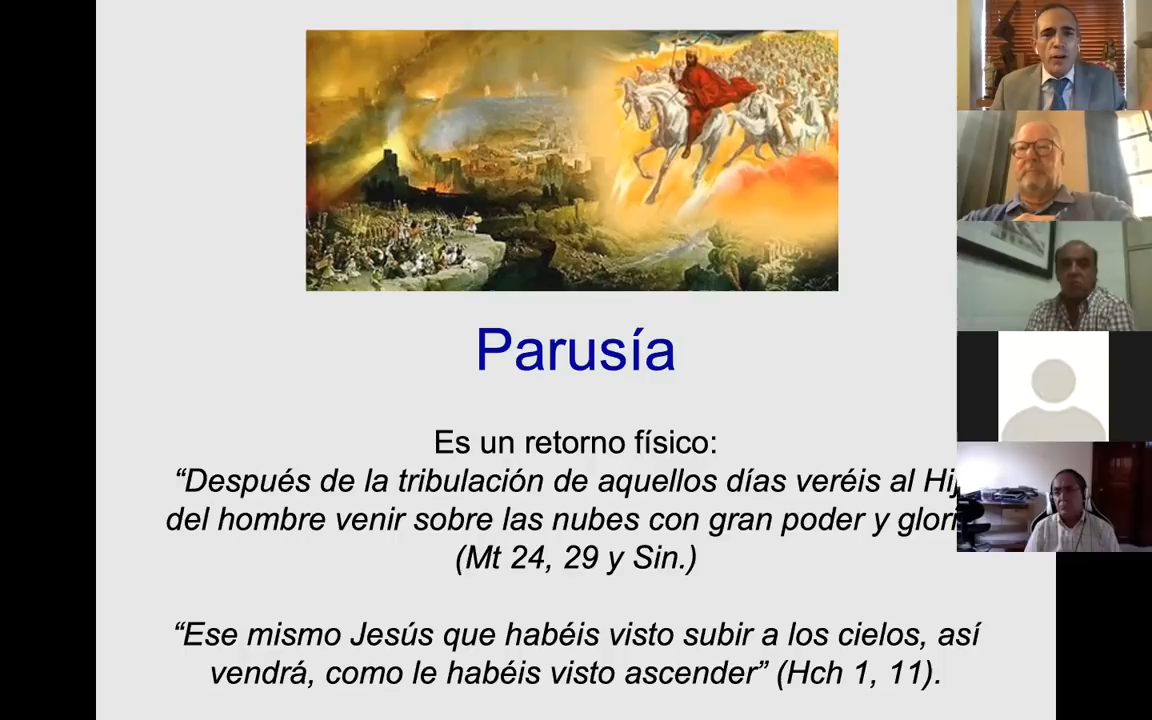 Parusía
Es un retorno físico:
“Después de la tribulación de aquellos días veréis al
del hombre venir sobre las nubes con gran poder y
(Mt 24, 29 y Sin.)
“Ese mismo Jesús que habéis visto subir a los cielos, así
vendrá, como le habéis visto ascender” (Hch 1, 11).